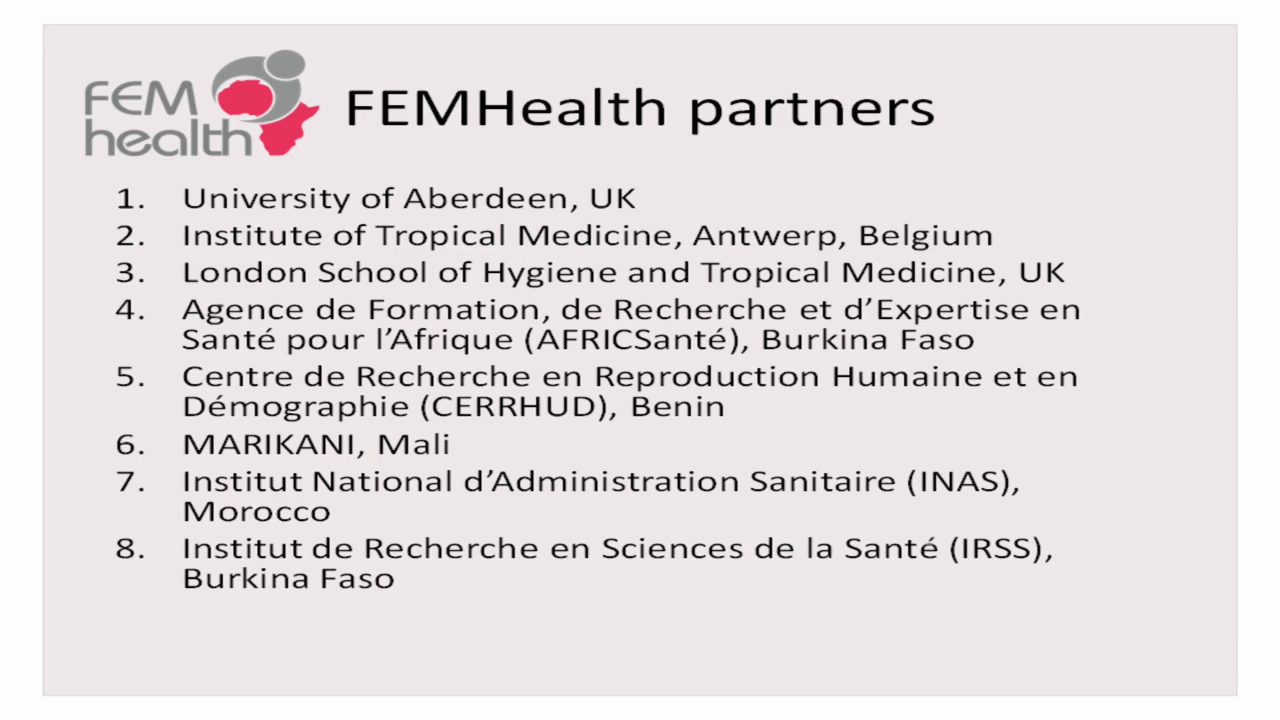 FEM
health
FEMHealth partners
1. University of Aberdeen, UK
2. Institute of Tropical Medicine, Antwerp, Belgium
3. London School of Hygiene and Tropical Medicine, UK
4. Agence de Formation, de Recherche et d’Expertise en
Santé pour l’Afrique (AFRICSanté), Burkina Faso
5. Centre de Recherche en Reproduction Humaine et en
Démographie (CERRHUD), Benin
6. MARIKANI, Mali
7. Institut National d’Administration Sanitaire (INAS),
Morocco
8. Institut de Recherche en Sciences de la Santé (IRSS),
Burkina Faso